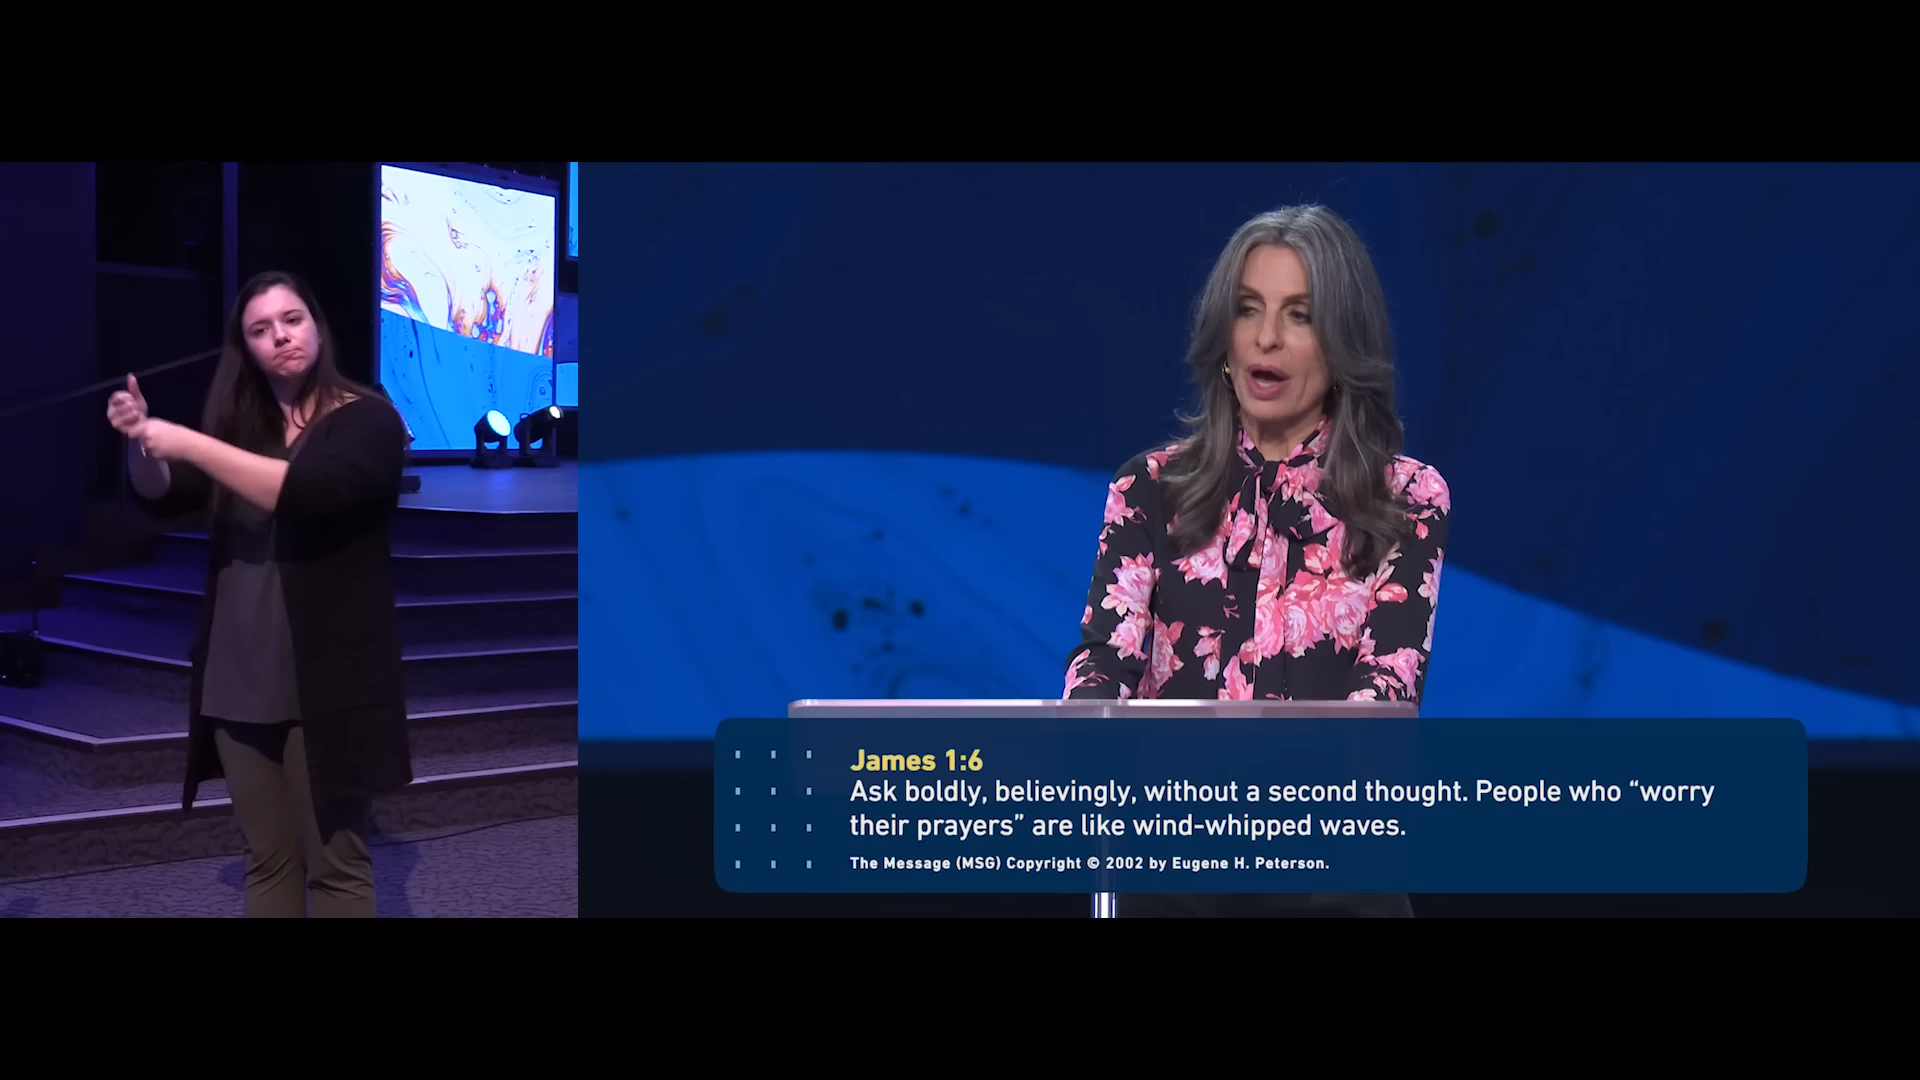 James 1:6
Ask boldly, believingly, without a second thought. People who “worry
their prayers” are like wind-whipped waves.
The Message (MSG) Copyright © 2002 by Eugene H. Peterson.